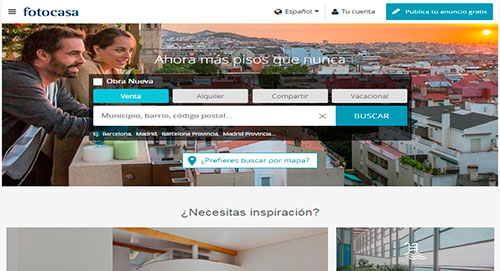 fotocasa
Español
Tu cuenta
Publica tu anuncio gratis
Ahora más pisos que nunca
Obra Nueva
Venta
Alquiler
Compartir
Vacacional
Municipio, barrio, código postal...
BUSCAR
Ej. Barcelona, Madrid, Barcelona Provincia, Madrid Provincia...
¿Prefieres buscar por mapa?
¿Necesitas inspiración?